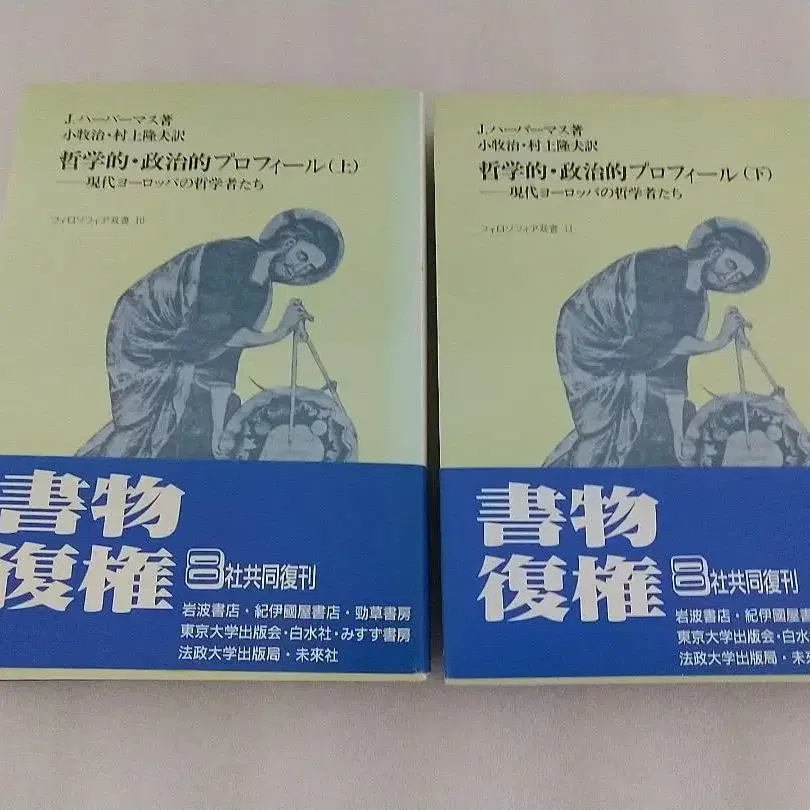 J.ハーバーマス著
小牧治・村上隆夫訳
哲学的・政治的プロフィール(上)
——現代ヨーロッパの哲学者たち
フィロソフィア双書 10
書物
復権
8社共同復刊
岩波書店・紀伊國屋書店・勁草書房
東京大学出版会・白水社・みすず書房
法政大学出版局・未來社
J.ハーバーマス著
小牧治・村上隆夫訳
哲学的・政治的プロフィール(下)
——現代ヨーロッパの哲学者たち
フィロソフィア双書 11
書物
復権
8社共同復刊
岩波書店・紀伊國屋書
東京大学出版会・白水
法政大学出版局・未來